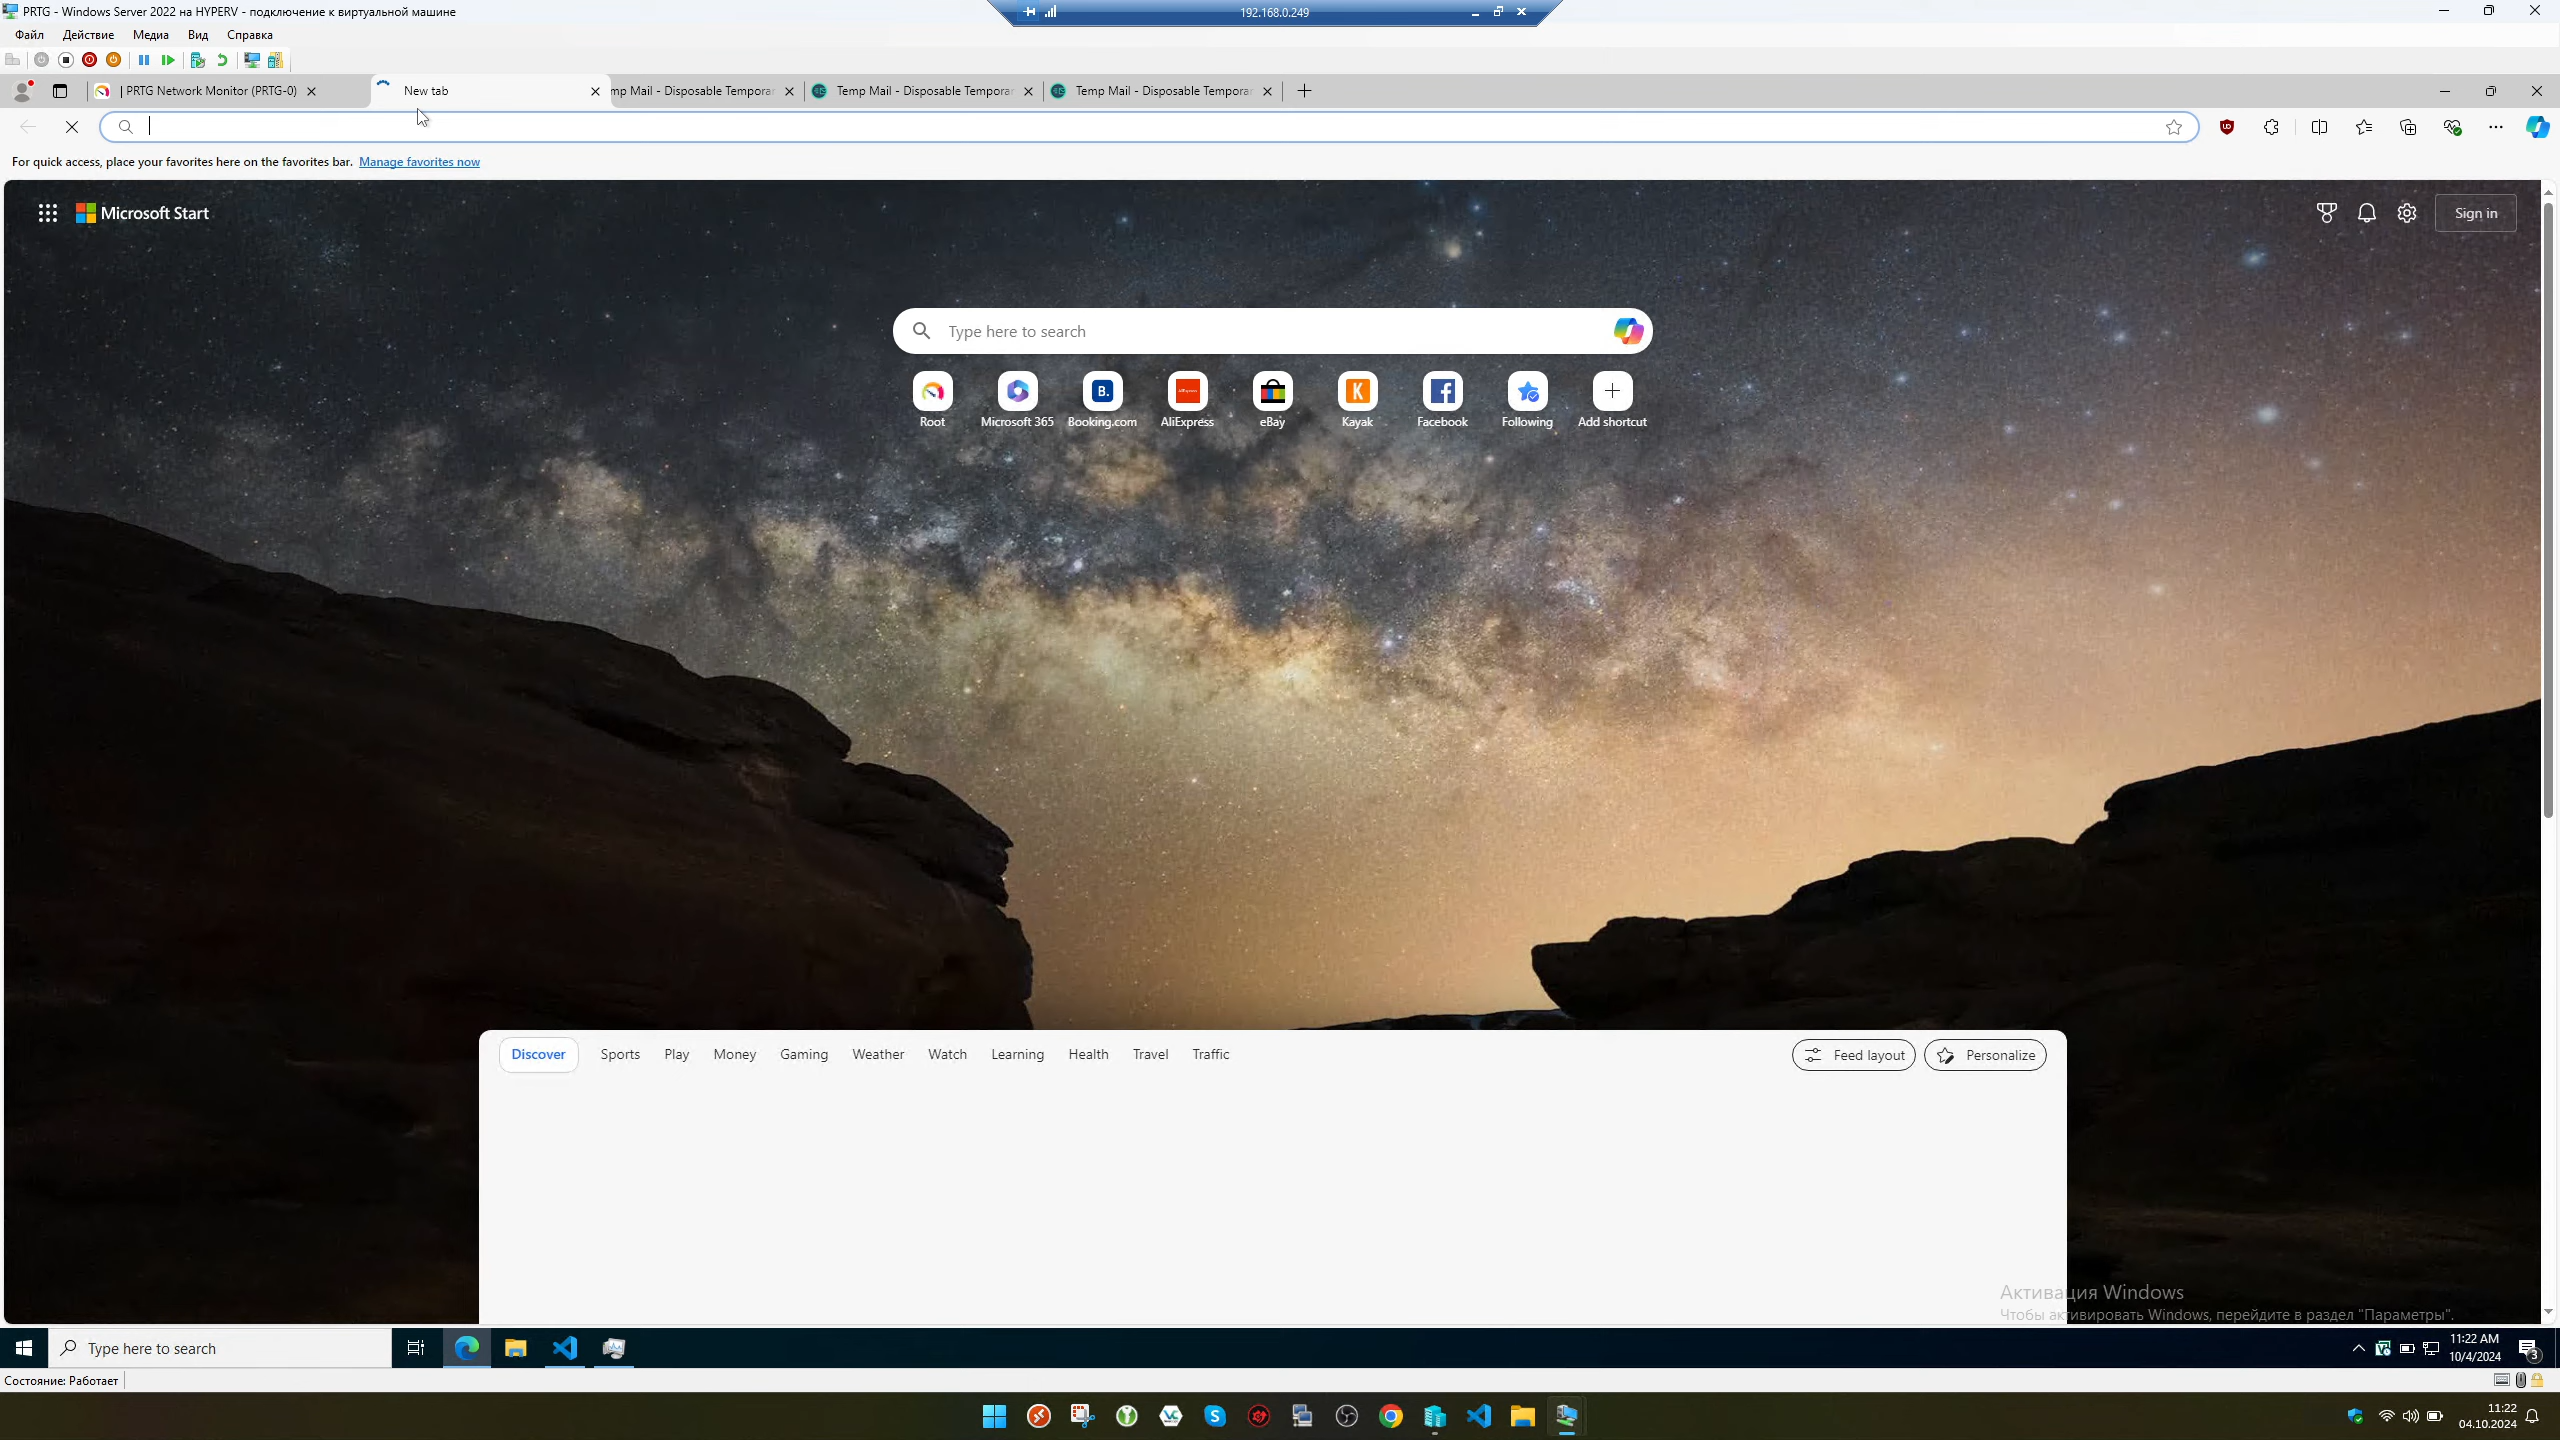 PRTG - Windows Server 2022 на HYPERV - подключение к виртуальной машине
192.168.0.249
Файл Действие Медиа Вид Справка
| PRTG Network Monitor (PRTG-0)
New tab
mp Mail - Disposable Temporar
Temp Mail - Disposable Temporar
Temp Mail - Disposable Temporar
For quick access, place your favorites here on the favorites bar. Manage favorites now
Microsoft Start
Sign in
Type here to search
Root Microsoft 365 Booking.com AliExpress eBay Kayak Facebook Following Add shortcut
Discover Sports Play Money Gaming Weather Watch Learning Health Travel Traffic Feed layout Personalize
Активация Windows
Чтобы активировать Windows, перейдите в раздел "Параметры".
Type here to search
11:22 AM
10/4/2024
3
Состояние: Работает
11:22
04.10.2024